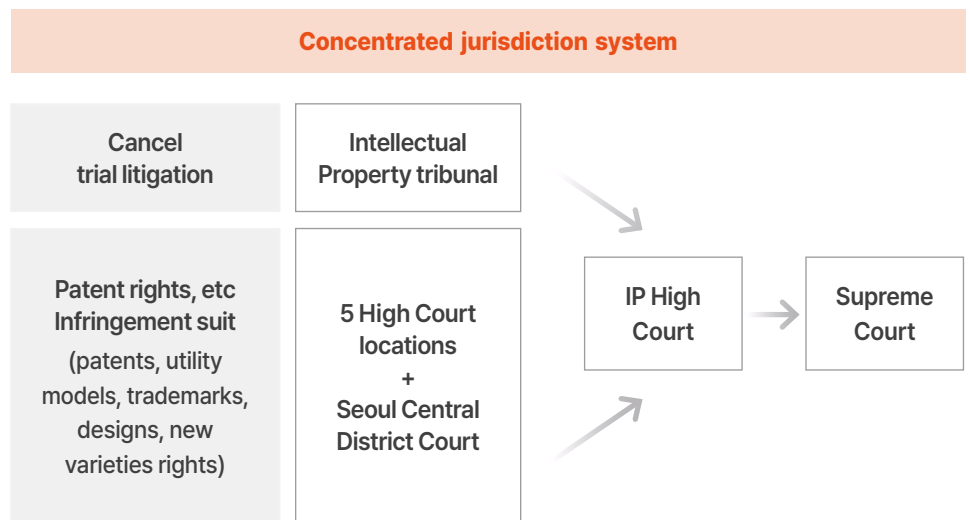 Concentrated jurisdiction system
Cancel
trial litigation
Intellectual
Property tribunal
Patent rights, etc
Infringement suit
(patents, utility
models, trademarks,
designs, new
varieties rights)
5 High Court
locations
+
Seoul Central
District Court
IP High
Court
Supreme
Court